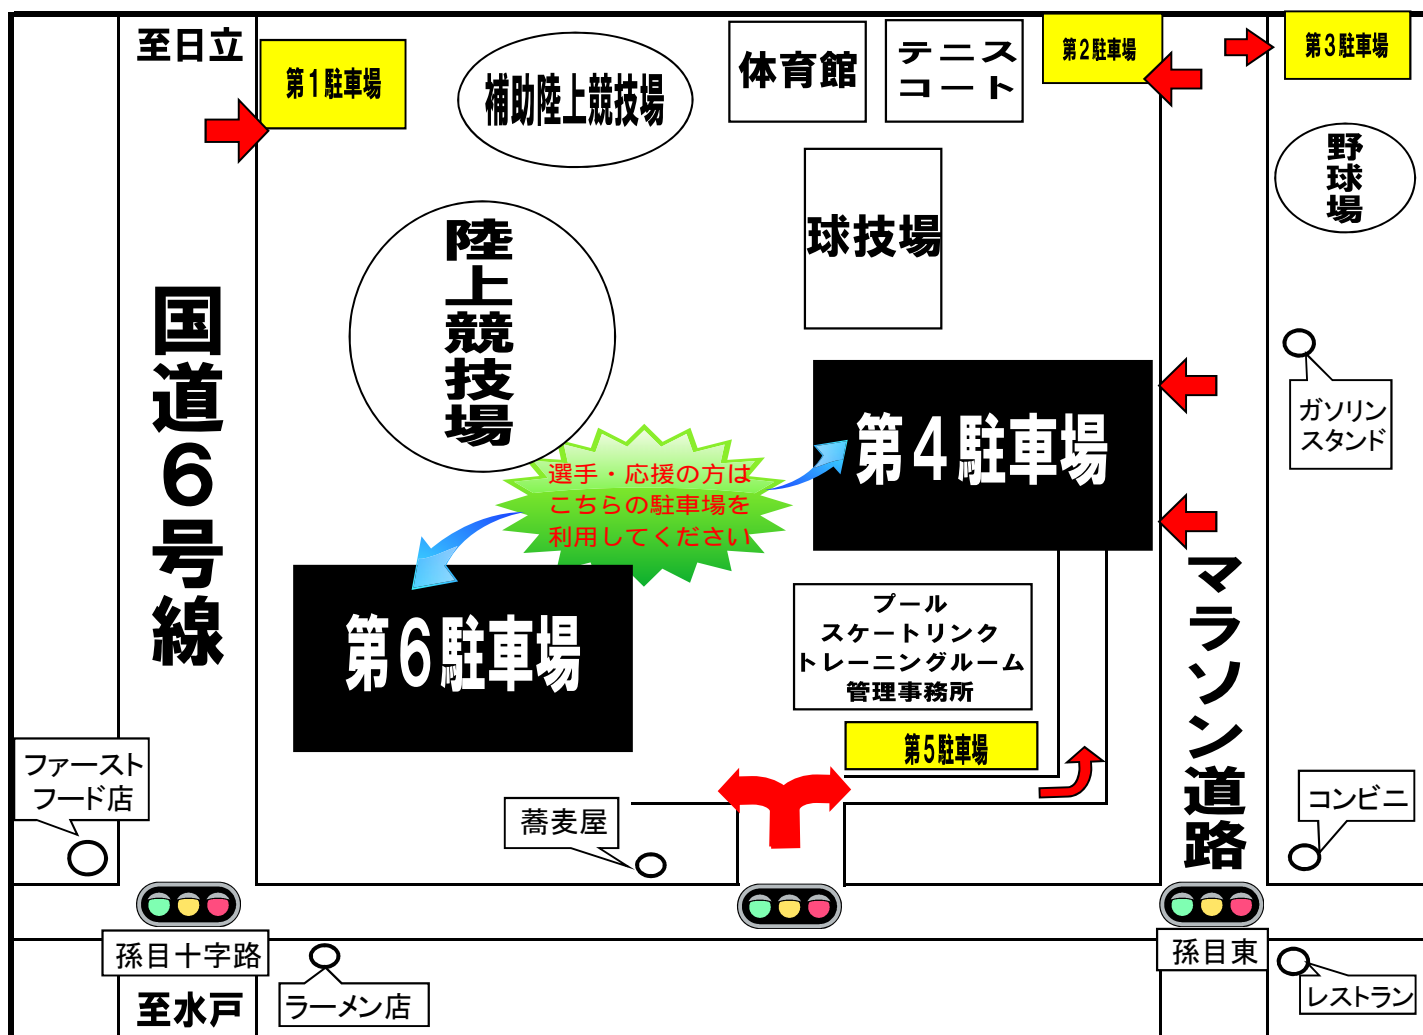 至日立
第１駐車場
補助陸上競技場
体育館
テニス
コート
第２駐車場
第３駐車場
野球場
球技場
陸上競技場
国道６号線
ガソリン
スタンド
第４駐車場
選手・応援の方は
こちらの駐車場を
利用してください
第６駐車場
プール
スケートリンク
トレーニングルーム
管理事務所
第５駐車場
マラソン道路
ファースト
フード店
蕎麦屋
コンビニ
孫目十字路
孫目東
至水戸
ラーメン店
レストラン